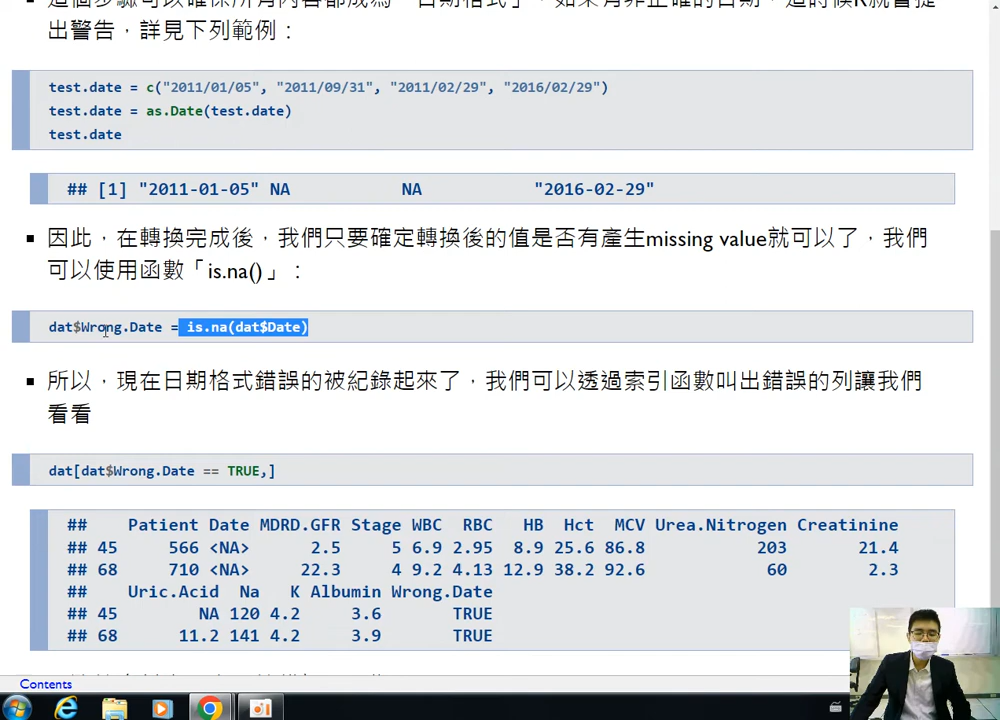 出警告，詳見下列範例：
test.date = c("2011/01/05", "2011/09/31", "2011/02/29", "2016/02/29")
test.date = as.Date(test.date)
test.date
## [1] "2011-01-05" NA           NA           "2016-02-29"
▪ 因此，在轉換完成後，我們只要確定轉換後的值是否有產生missing value就可以了，我們
可以使用函數「is.na()」：
dat$Wrong.Date = is.na(dat$Date)
▪ 所以，現在日期格式錯誤的被紀錄起來了，我們可以透過索引函數叫出錯誤的列讓我們
看看
dat[dat$Wrong.Date == TRUE,]
##    Patient Date MDRD.GFR Stage WBC  RBC   HB  Hct  MCV Urea.Nitrogen Creatinine
## 45     566 <NA>      2.5     5 6.9 2.95  8.9 25.6 86.8           203       21.4
## 68     710 <NA>     22.3     4 9.2 4.13 12.9 38.2 92.6            60        2.3
##    Uric.Acid  Na   K Albumin Wrong.Date
## 45        NA 120 4.2     3.6       TRUE
## 68      11.2 141 4.2     3.9       TRUE
Contents